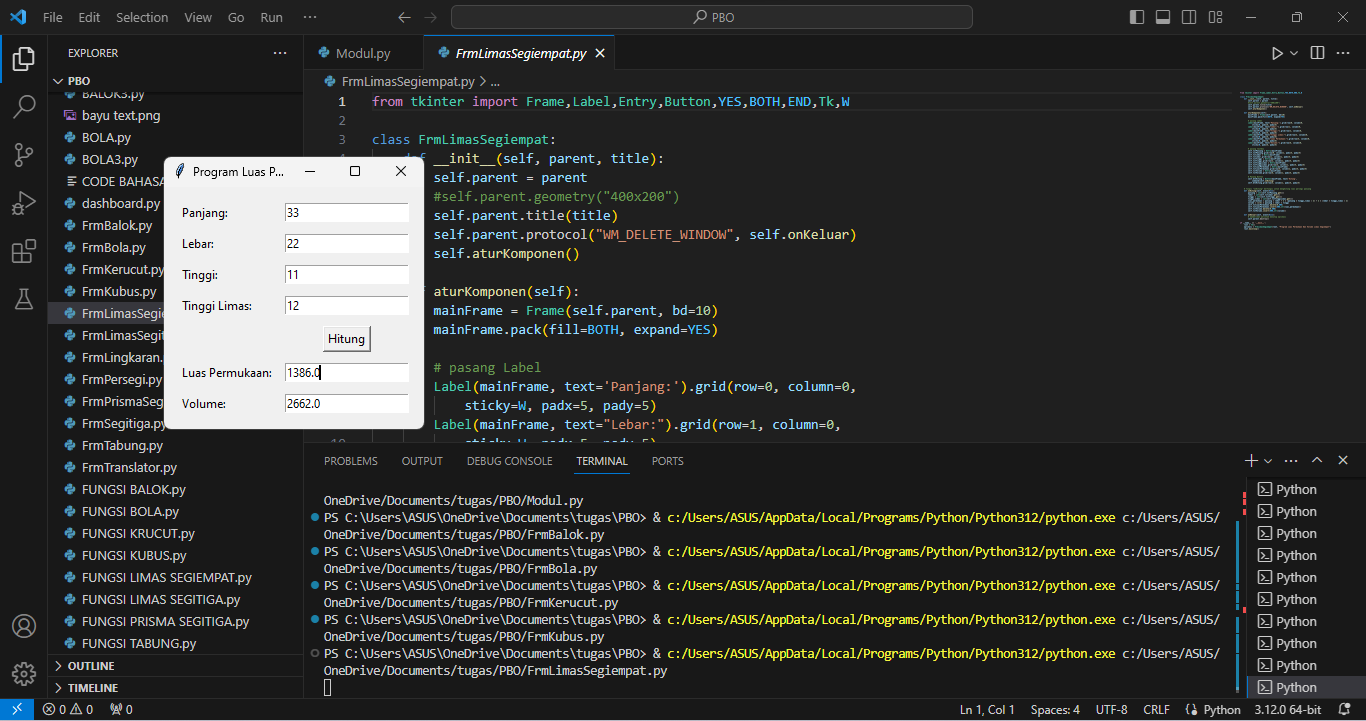 File Edit Selection View Go Run ··· PBO
EXPLORER ···
PBO
BALOK3.py
bayu text.png
BOLA.py
BOLA3.py
CODE BAHASA
dashboard.py
FrmBalok.py
FrmBola.py
FrmKerucut.py
FrmKubus.py
FrmLimasSegie
FrmLimasSegit
FrmLingkaran.
FrmPersegi.py
FrmPrismaSeg
FrmSegitiga.py
FrmTabung.py
FrmTranslator.py
FUNGSI BALOK.py
FUNGSI BOLA.py
FUNGSI KRUCUT.py
FUNGSI KUBUS.py
FUNGSI LIMAS SEGIEMPAT.py
FUNGSI LIMAS SEGITIGA.py
FUNGSI PRISMA SEGITIGA.py
FUNGSI TABUNG.py
OUTLINE
TIMELINE
Program Luas P...
Panjang: 33
Lebar: 22
Tinggi: 11
Tinggi Limas: 12
Hitung
Luas Permukaan: 1386.0
Volume: 2662.0
Modul.py FrmLimasSegiempat.py
FrmLimasSegiempat.py > ...
1 from tkinter import Frame,Label,Entry,Button,YES,BOTH,END,Tk,W
2
3 class FrmLimasSegiempat:
__init__(self, parent, title):
self.parent = parent
#self.parent.geometry("400x200")
self.parent.title(title)
self.parent.protocol("WM_DELETE_WINDOW", self.onKeluar)
self.aturKomponen()
aturKomponen(self):
mainFrame = Frame(self.parent, bd=10)
mainFrame.pack(fill=BOTH, expand=YES)
# pasang Label
Label(mainFrame, text='Panjang:').grid(row=0, column=0,
sticky=W, padx=5, pady=5)
Label(mainFrame, text="Lebar:").grid(row=1, column=0,
sticky=W, padx=5, pady=5)
PROBLEMS OUTPUT DEBUG CONSOLE TERMINAL PORTS
OneDrive/Documents/tugas/PBO/Modul.py
PS C:\Users\ASUS\OneDrive\Documents\tugas\PBO> & c:/Users/ASUS/AppData/Local/Programs/Python/Python312/python.exe c:/Users/ASUS/
OneDrive/Documents/tugas/PBO/FrmBalok.py
PS C:\Users\ASUS\OneDrive\Documents\tugas\PBO> & c:/Users/ASUS/AppData/Local/Programs/Python/Python312/python.exe c:/Users/ASUS/
OneDrive/Documents/tugas/PBO/FrmBola.py
PS C:\Users\ASUS\OneDrive\Documents\tugas\PBO> & c:/Users/ASUS/AppData/Local/Programs/Python/Python312/python.exe c:/Users/ASUS/
OneDrive/Documents/tugas/PBO/FrmKerucut.py
PS C:\Users\ASUS\OneDrive\Documents\tugas\PBO> & c:/Users/ASUS/AppData/Local/Programs/Python/Python312/python.exe c:/Users/ASUS/
OneDrive/Documents/tugas/PBO/FrmKubus.py
PS C:\Users\ASUS\OneDrive\Documents\tugas\PBO> & c:/Users/ASUS/AppData/Local/Programs/Python/Python312/python.exe c:/Users/ASUS/
OneDrive/Documents/tugas/PBO/FrmLimasSegiempat.py
Python
Python
Python
Python
Python
Python
Python
Python
Python
Python
0 0 0 Ln 1, Col 1 Spaces: 4 UTF-8 CRLF Python 3.12.0 64-bit